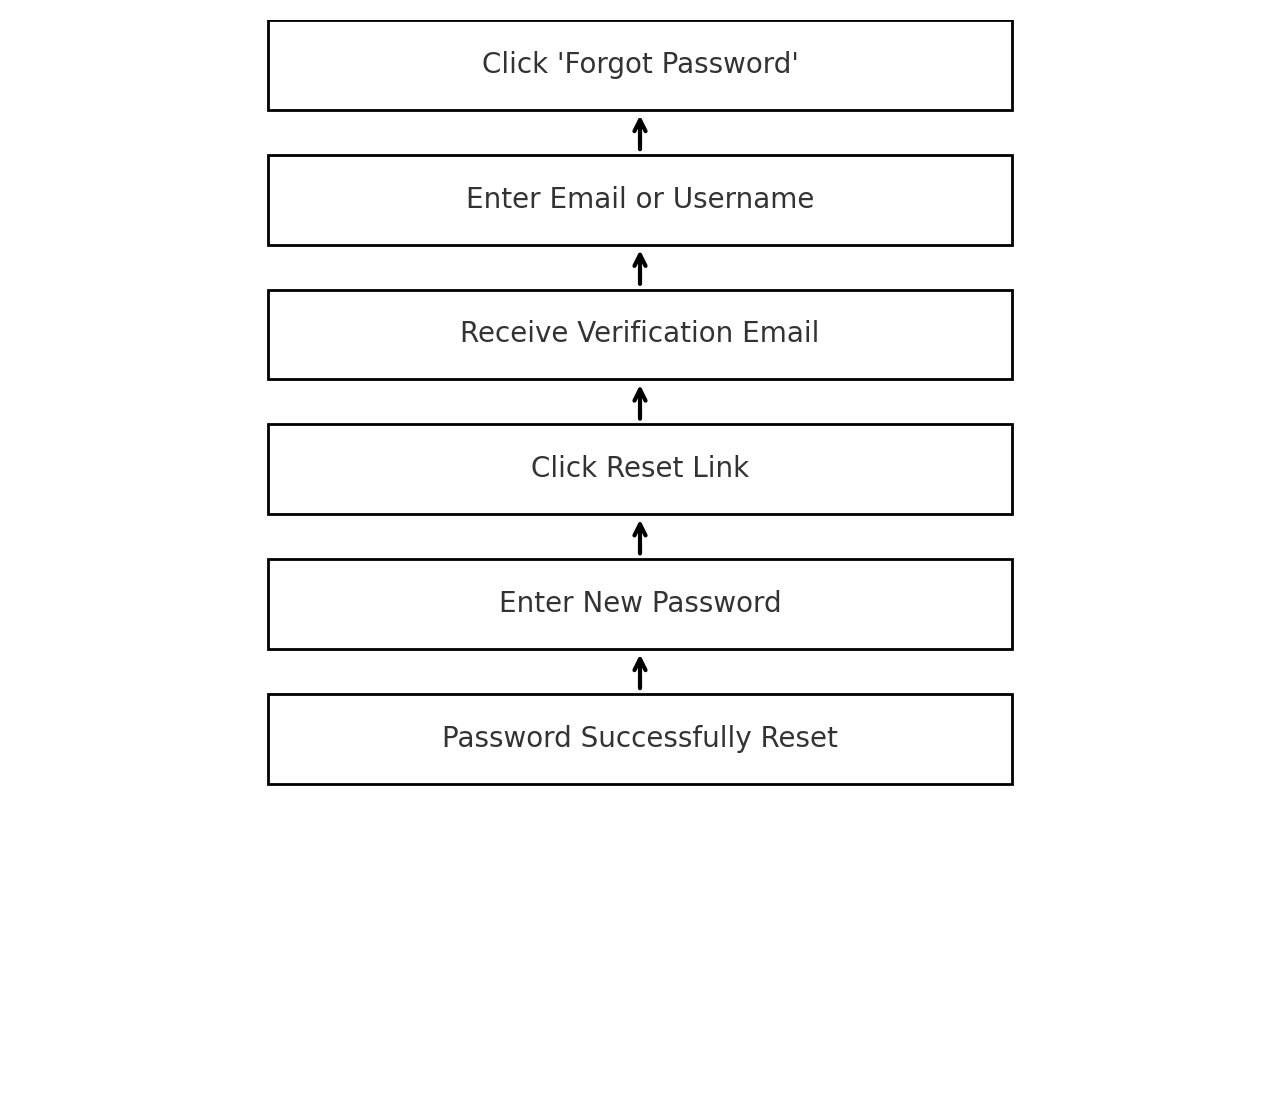 Click 'Forgot Password'
Enter Email or Username
Receive Verification Email
Click Reset Link
Enter New Password
Password Successfully Reset